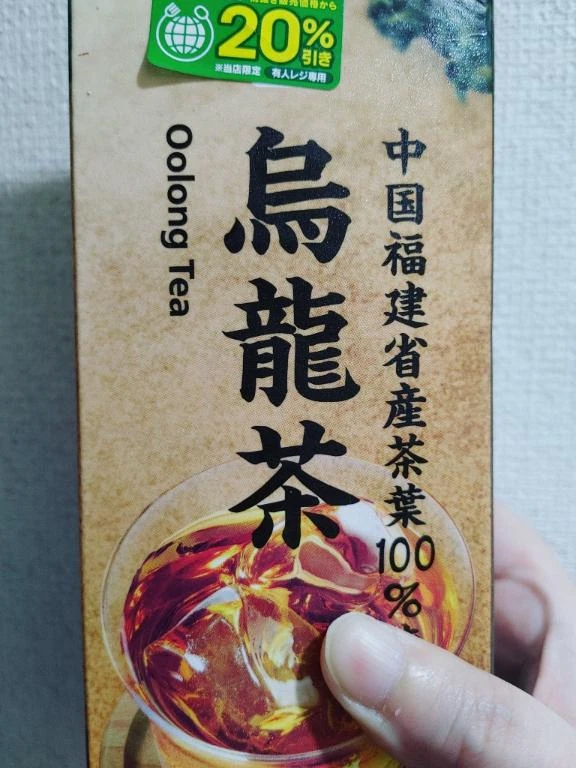 20%
引き
※当店限定 有人レジ専用
中国福建省産茶葉100%
烏龍茶
Oolong Tea